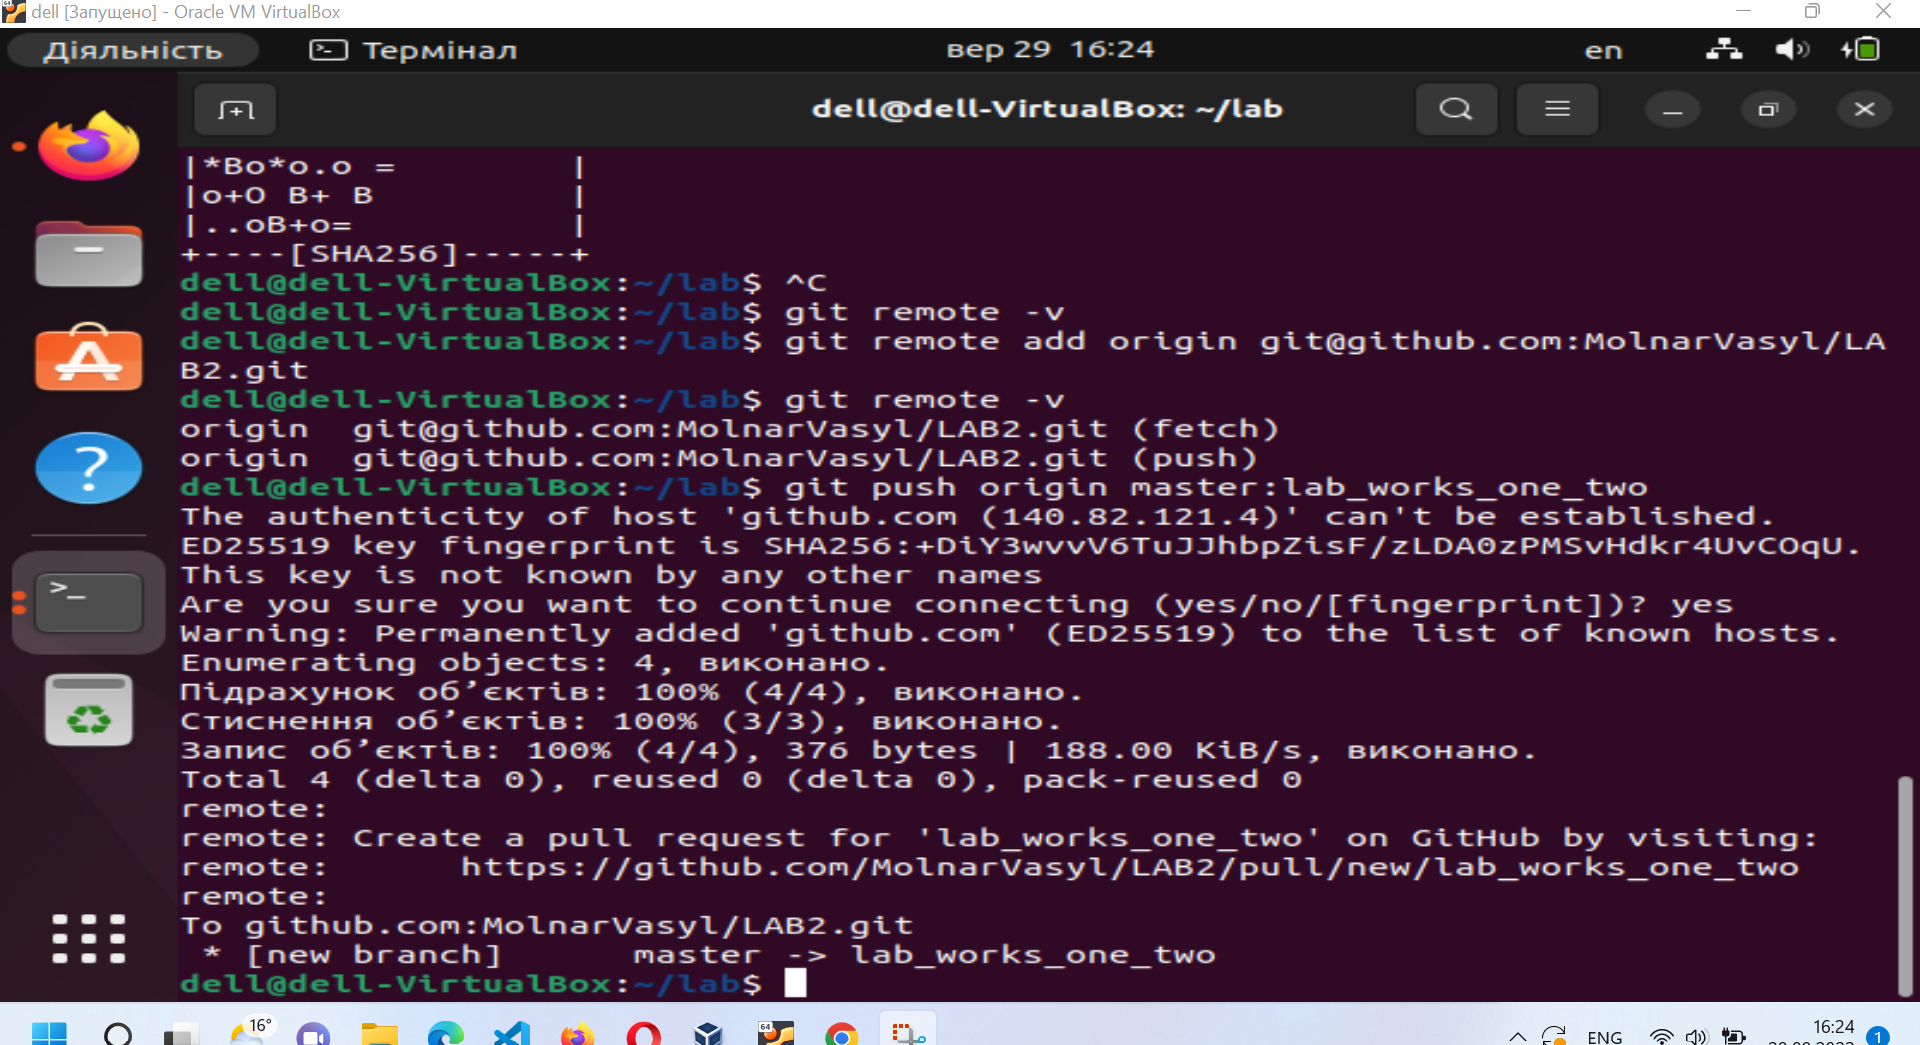 dell [Запущено] - Oracle VM VirtualBox
Діяльність
Термінал
вер 29 16:24
en
dell@dell-VirtualBox: ~/lab
|*Bo*o.o =        |
|o+O B+ B         |
|..oB+o=          |
+----[SHA256]-----+
dell@dell-VirtualBox:~/lab$ ^C
dell@dell-VirtualBox:~/lab$ git remote -v
dell@dell-VirtualBox:~/lab$ git remote add origin git@github.com:MolnarVasyl/LA
B2.git
dell@dell-VirtualBox:~/lab$ git remote -v
origin  git@github.com:MolnarVasyl/LAB2.git (fetch)
origin  git@github.com:MolnarVasyl/LAB2.git (push)
dell@dell-VirtualBox:~/lab$ git push origin master:lab_works_one_two
The authenticity of host 'github.com (140.82.121.4)' can't be established.
ED25519 key fingerprint is SHA256:+DiY3wvvV6TuJJhbpZisF/zLDA0zPMSvHdkr4UvCOqU.
This key is not known by any other names
Are you sure you want to continue connecting (yes/no/[fingerprint])? yes
Warning: Permanently added 'github.com' (ED25519) to the list of known hosts.
Enumerating objects: 4, виконано.
Підрахунок об’єктів: 100% (4/4), виконано.
Стиснення об’єктів: 100% (3/3), виконано.
Запис об’єктів: 100% (4/4), 376 bytes | 188.00 KiB/s, виконано.
Total 4 (delta 0), reused 0 (delta 0), pack-reused 0
remote:
remote: Create a pull request for 'lab_works_one_two' on GitHub by visiting:
remote:      https://github.com/MolnarVasyl/LAB2/pull/new/lab_works_one_two
remote:
To github.com:MolnarVasyl/LAB2.git
 * [new branch]      master -> lab_works_one_two
dell@dell-VirtualBox:~/lab$
16°
64
ENG
16:24
1